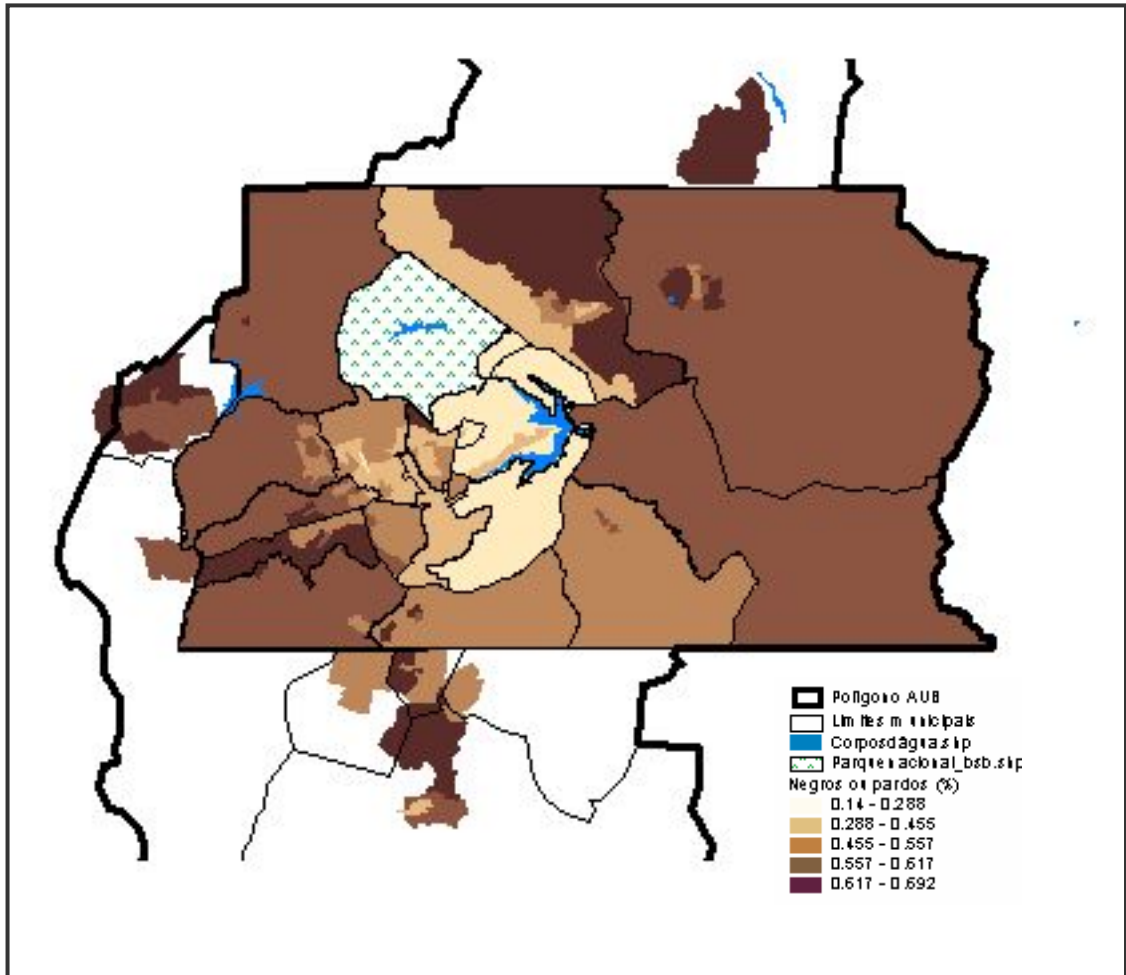 Polígono AUB
Limites municipais
Corposdágua.shp
Parquenacional_bsb.shp
Negros ou pardos (%)
0.14 - 0.288
0.288 - 0.455
0.455 - 0.557
0.557 - 0.617
0.617 - 0.692